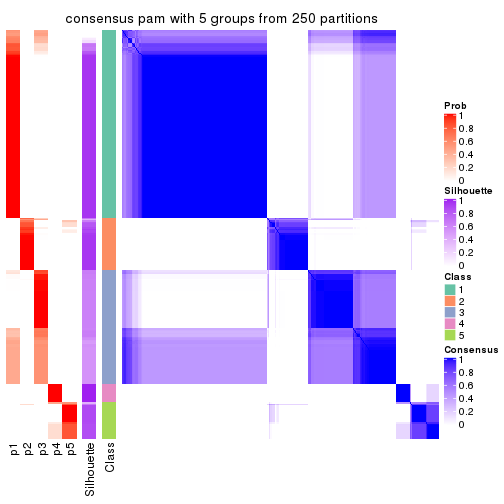 consensus pam with 5 groups from 250 partitions
Prob
1
0.8
0.6
0.4
0.2
0
Silhouette
1
0.8
0.6
0.4
0.2
0
Class
1
2
3
4
5
Consensus
1
0.8
0.6
0.4
0.2
0
p1
p2
p3
p4
p5
Silhouette
Class